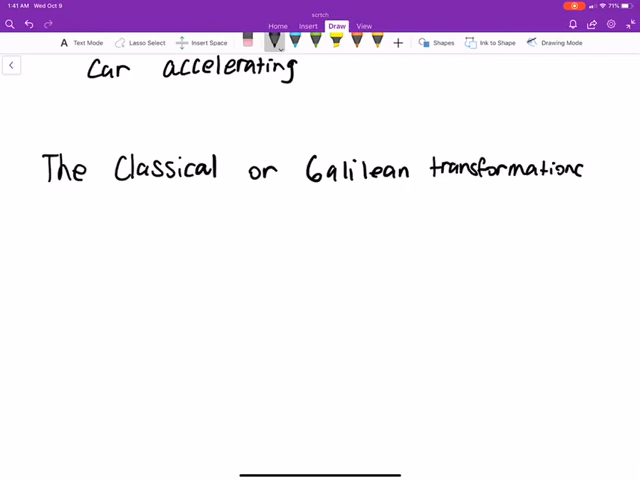 1:41 AM Wed Oct 9
71%
scrtch
Home Insert Draw View
Text Mode Lasso Select Insert Space Shapes Ink to Shape Drawing Mode
car accelerating
The Classical or Galilean transformations